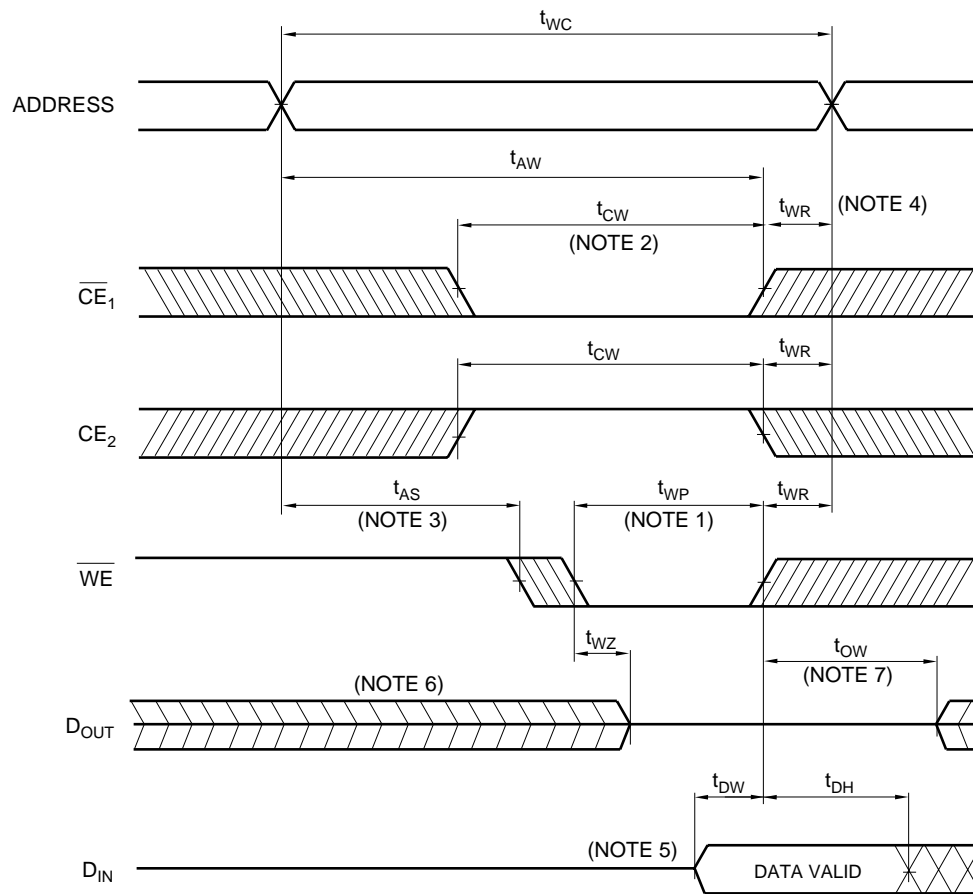 tWC
ADDRESS
tAW
tCW
tWR
(NOTE 4)
(NOTE 2)
CE1
tCW
tWR
CE2
tAS
tWP
tWR
(NOTE 3)
(NOTE 1)
WE
tWZ
tOW
(NOTE 6)
(NOTE 7)
DOUT
tDW
tDH
(NOTE 5)
DIN
DATA VALID